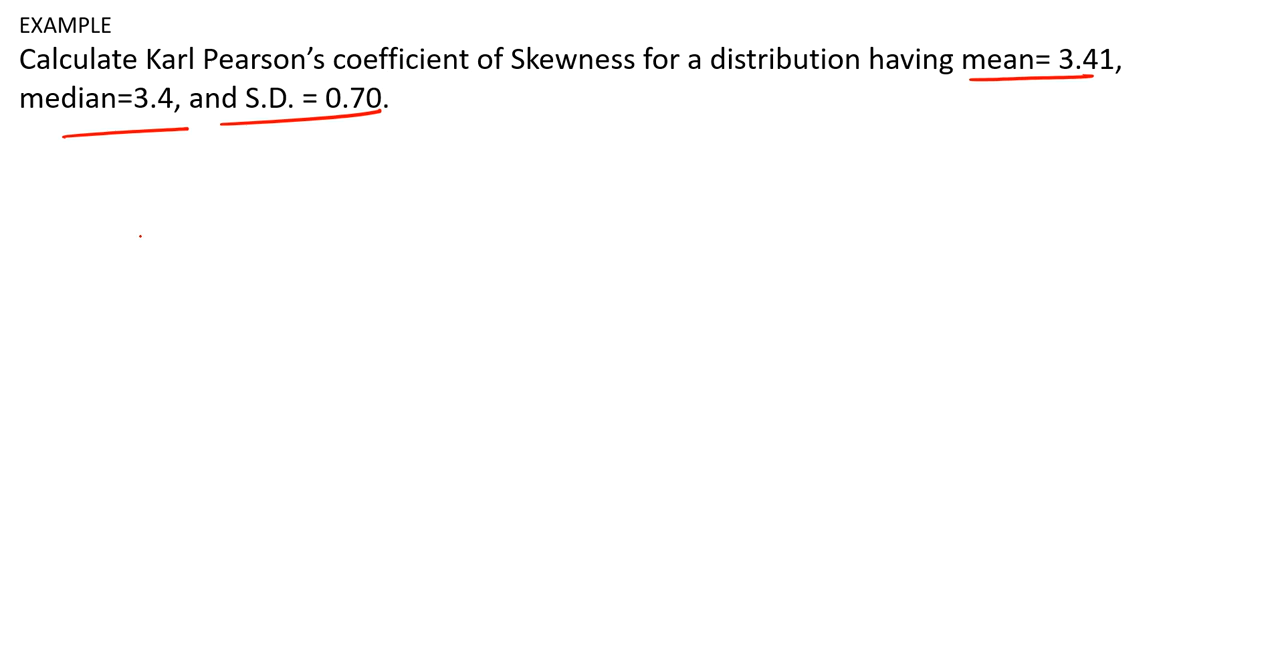 EXAMPLE
Calculate Karl Pearson’s coefficient of Skewness for a distribution having mean= 3.41,
median=3.4, and S.D. = 0.70.